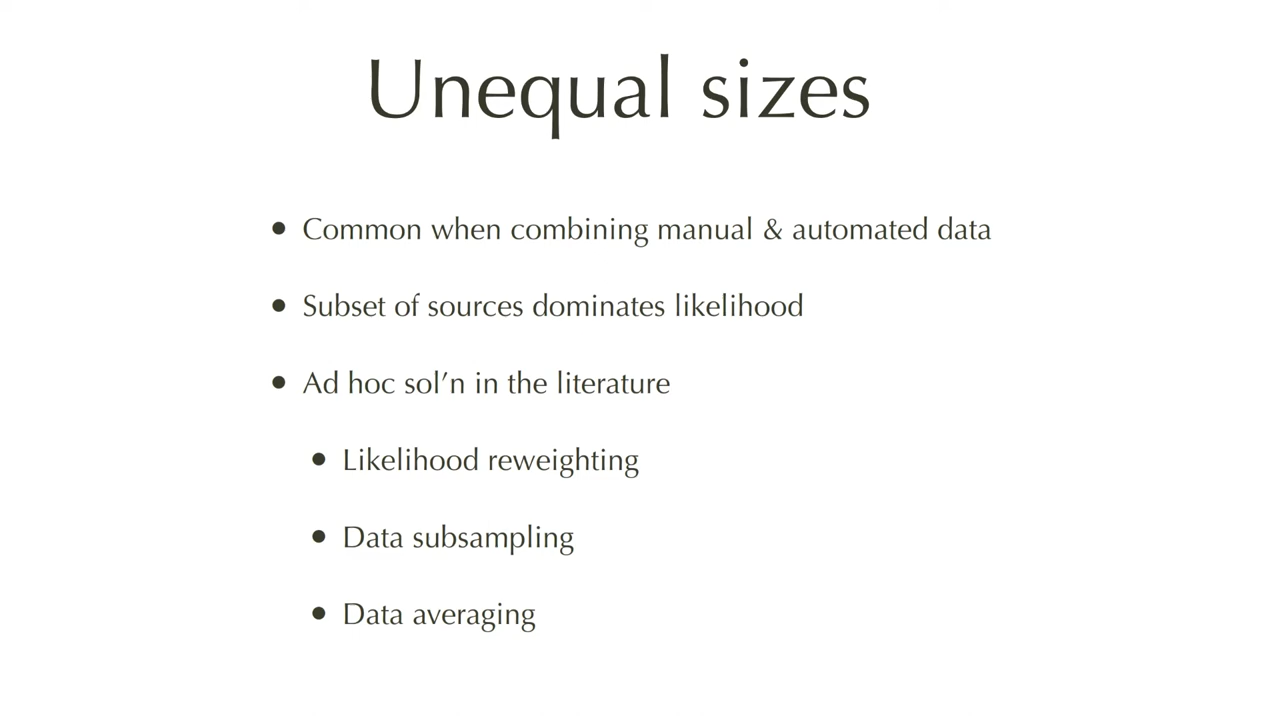 Unequal sizes
• Common when combining manual & automated data
• Subset of sources dominates likelihood
• Ad hoc sol’n in the literature
• Likelihood reweighting
• Data subsampling
• Data averaging